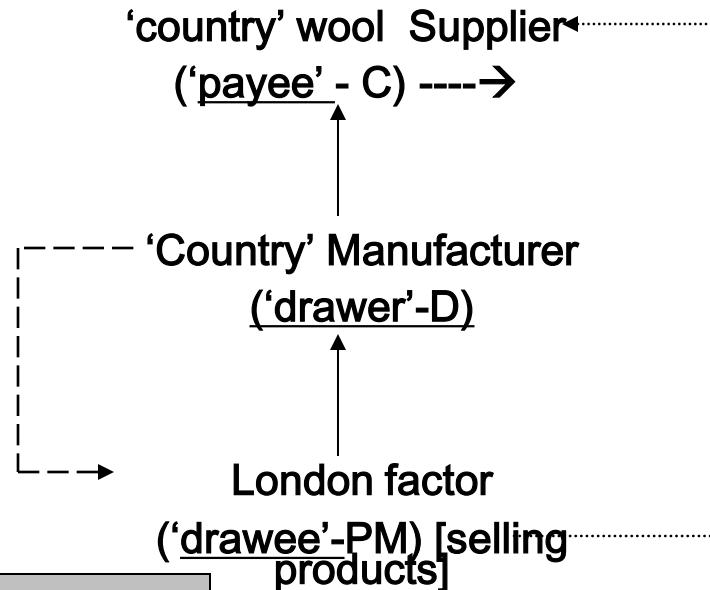 ‘country’ wool Supplier
(‘payee’ - C) ----→
‘Country’ Manufacturer
(‘drawer’-D)
London factor
(‘drawee’-PM) [selling
products]